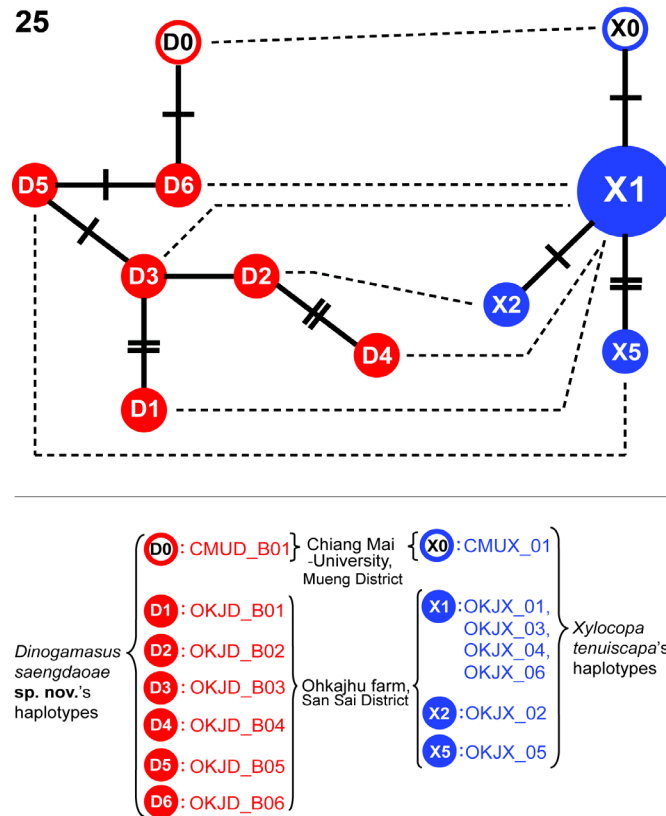 25
D0
X0
D5
D6
X1
D3
D2
X2
D4
X5
D1
D0 : CMUD_B01
Chiang Mai
-University,
Mueng District
X0 : CMUX_01
D1 : OKJD_B01
D2 : OKJD_B02
D3 : OKJD_B03
D4 : OKJD_B04
D5 : OKJD_B05
D6 : OKJD_B06
Dinogamasus
saengdaoae
sp. nov.'s
haplotypes
Ohkajhu farm,
San Sai District
X1 : OKJX_01,
OKJX_03,
OKJX_04,
OKJX_06
X2 : OKJX_02
X5 : OKJX_05
Xylocopa
tenuiscapa's
haplotypes